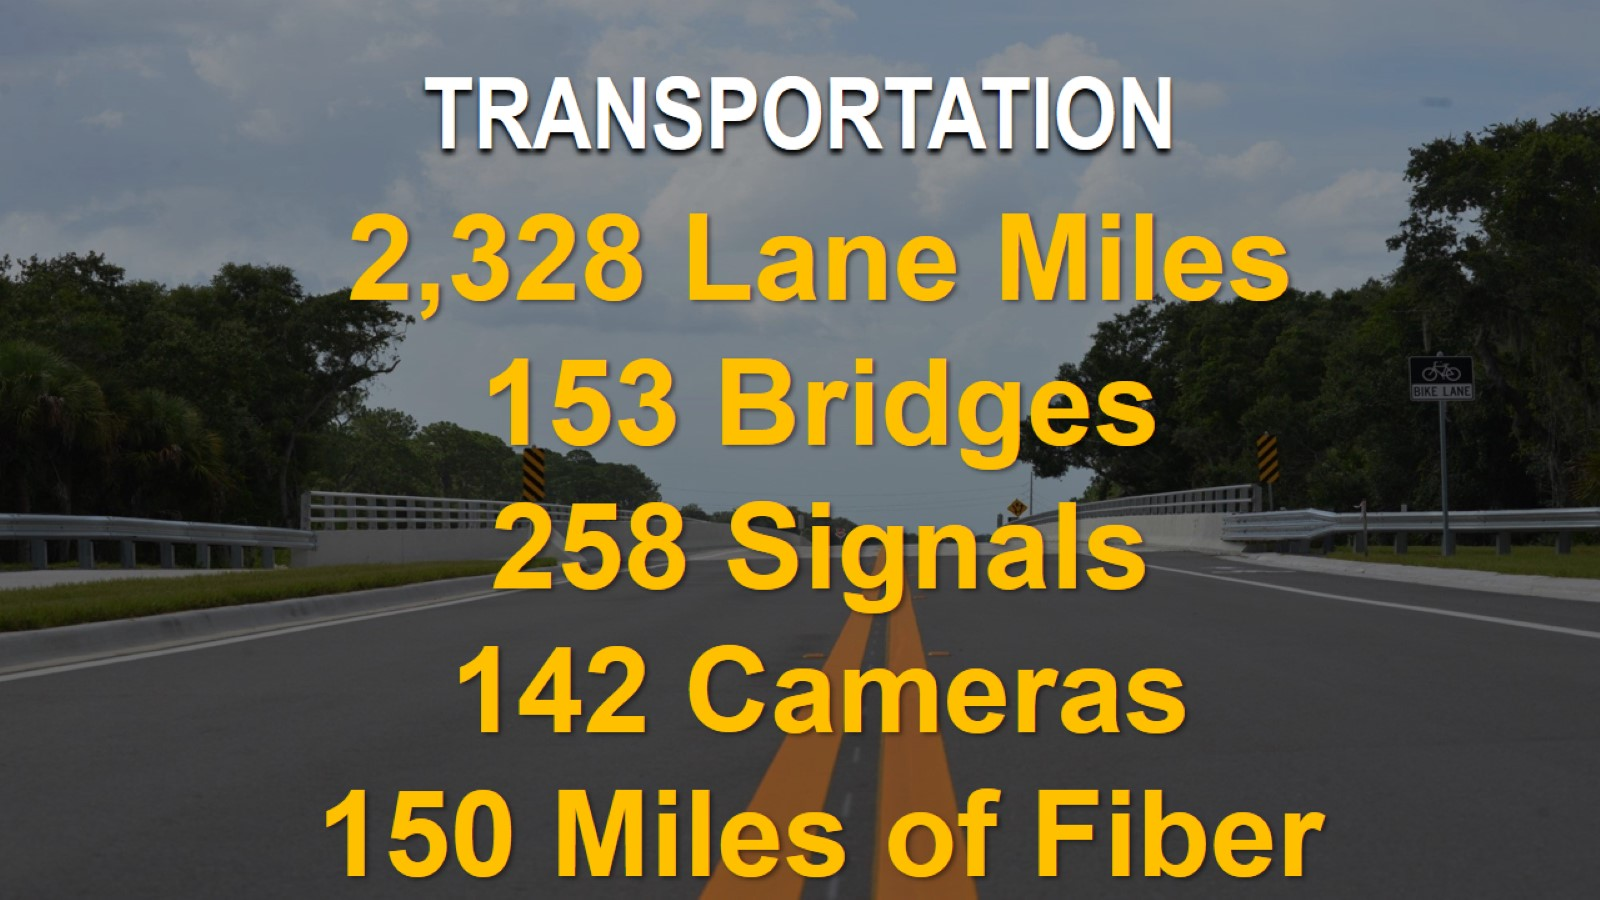 TRANSPORTATION
2,328 Lane Miles
153 Bridges
BIKE LANE
258 Signals
142 Cameras
150 Miles of Fiber